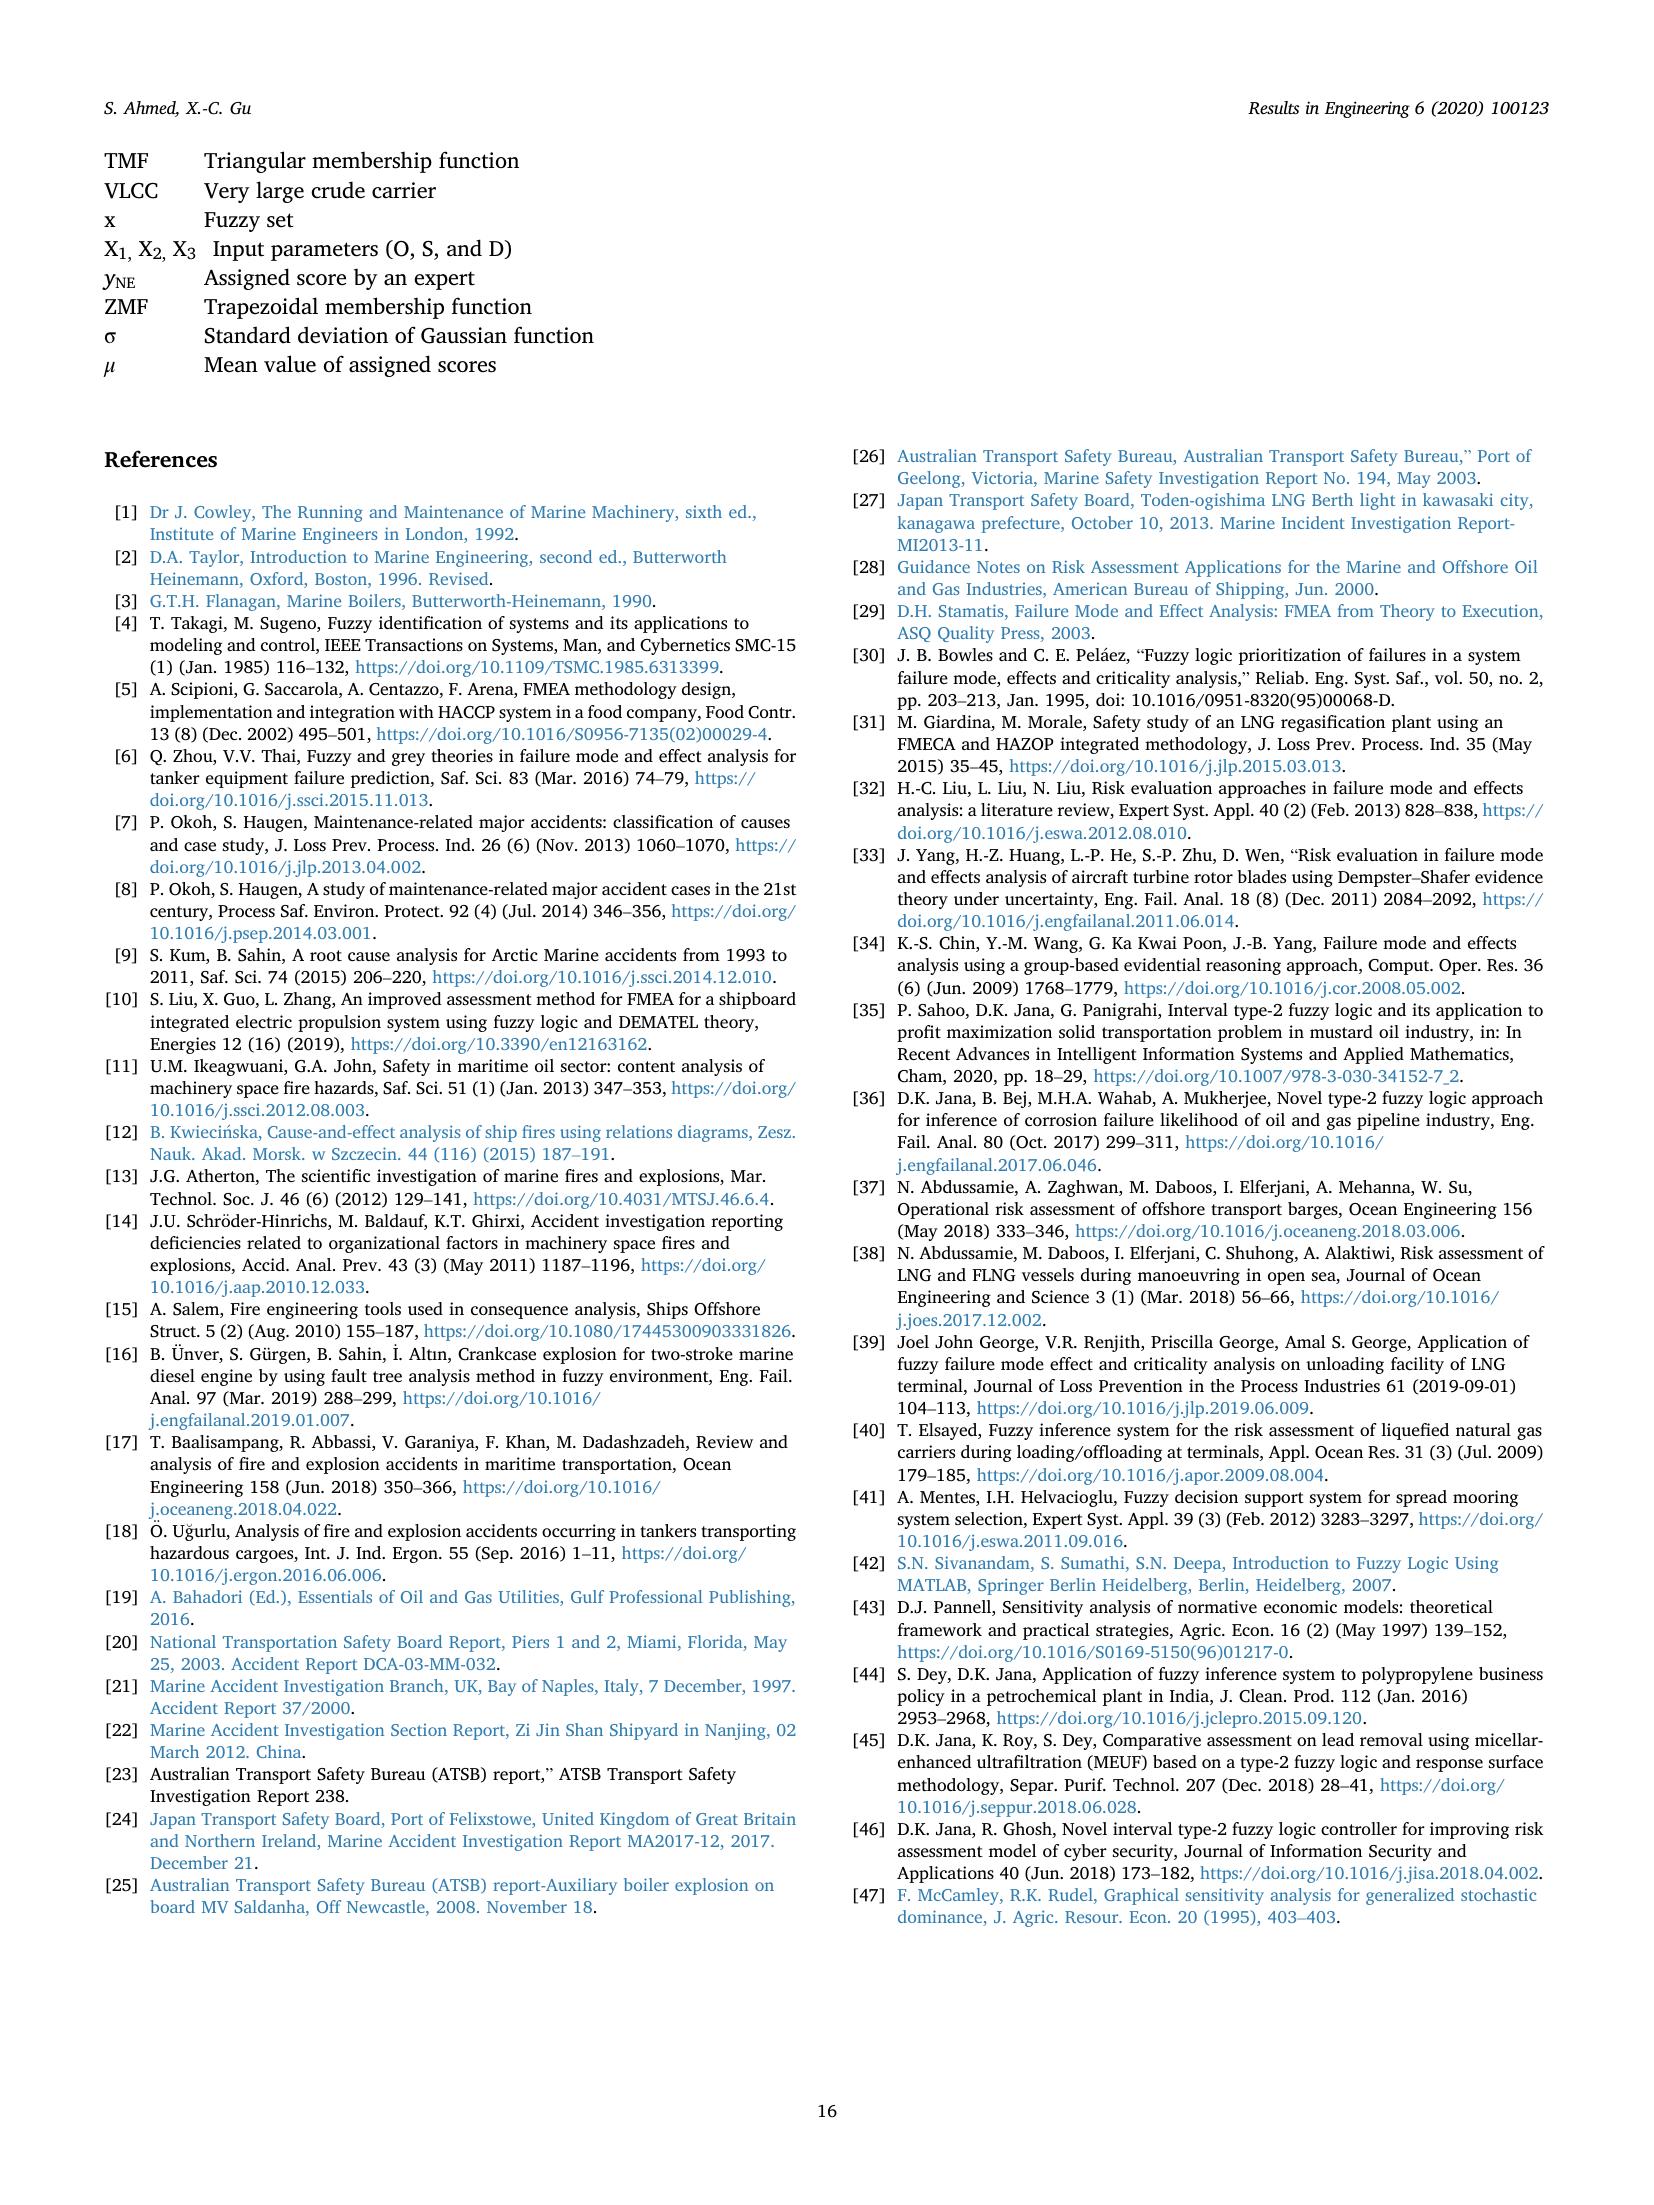 S. Ahmed, X.-C. Gu
Results in Engineering 6 (2020) 100123
TMF Triangular membership function
VLCC Very large crude carrier
x Fuzzy set
X1, X2, X3 Input parameters (O, S, and D)
yNE Assigned score by an expert
ZMF Trapezoidal membership function
σ Standard deviation of Gaussian function
μ Mean value of assigned scores
References
[1] Dr J. Cowley, The Running and Maintenance of Marine Machinery, sixth ed.,
Institute of Marine Engineers in London, 1992.
[2] D.A. Taylor, Introduction to Marine Engineering, second ed., Butterworth
Heinemann, Oxford, Boston, 1996. Revised.
[3] G.T.H. Flanagan, Marine Boilers, Butterworth-Heinemann, 1990.
[4] T. Takagi, M. Sugeno, Fuzzy identification of systems and its applications to
modeling and control, IEEE Transactions on Systems, Man, and Cybernetics SMC-15
(1) (Jan. 1985) 116–132, https://doi.org/10.1109/TSMC.1985.6313399.
[5] A. Scipioni, G. Saccarola, A. Centazzo, F. Arena, FMEA methodology design,
implementation and integration with HACCP system in a food company, Food Contr.
13 (8) (Dec. 2002) 495–501, https://doi.org/10.1016/S0956-7135(02)00029-4.
[6] Q. Zhou, V.V. Thai, Fuzzy and grey theories in failure mode and effect analysis for
tanker equipment failure prediction, Saf. Sci. 83 (Mar. 2016) 74–79, https://
doi.org/10.1016/j.ssci.2015.11.013.
[7] P. Okoh, S. Haugen, Maintenance-related major accidents: classification of causes
and case study, J. Loss Prev. Process. Ind. 26 (6) (Nov. 2013) 1060–1070, https://
doi.org/10.1016/j.jlp.2013.04.002.
[8] P. Okoh, S. Haugen, A study of maintenance-related major accident cases in the 21st
century, Process Saf. Environ. Protect. 92 (4) (Jul. 2014) 346–356, https://doi.org/
10.1016/j.psep.2014.03.001.
[9] S. Kum, B. Sahin, A root cause analysis for Arctic Marine accidents from 1993 to
2011, Saf. Sci. 74 (2015) 206–220, https://doi.org/10.1016/j.ssci.2014.12.010.
[10] S. Liu, X. Guo, L. Zhang, An improved assessment method for FMEA for a shipboard
integrated electric propulsion system using fuzzy logic and DEMATEL theory,
Energies 12 (16) (2019), https://doi.org/10.3390/en12163162.
[11] U.M. Ikeagwuani, G.A. John, Safety in maritime oil sector: content analysis of
machinery space fire hazards, Saf. Sci. 51 (1) (Jan. 2013) 347–353, https://doi.org/
10.1016/j.ssci.2012.08.003.
[12] B. Kwiecińska, Cause-and-effect analysis of ship fires using relations diagrams, Zesz.
Nauk. Akad. Morsk. w Szczecin. 44 (116) (2015) 187–191.
[13] J.G. Atherton, The scientific investigation of marine fires and explosions, Mar.
Technol. Soc. J. 46 (6) (2012) 129–141, https://doi.org/10.4031/MTSJ.46.6.4.
[14] J.U. Schröder-Hinrichs, M. Baldauf, K.T. Ghirxi, Accident investigation reporting
deficiencies related to organizational factors in machinery space fires and
explosions, Accid. Anal. Prev. 43 (3) (May 2011) 1187–1196, https://doi.org/
10.1016/j.aap.2010.12.033.
[15] A. Salem, Fire engineering tools used in consequence analysis, Ships Offshore
Struct. 5 (2) (Aug. 2010) 155–187, https://doi.org/10.1080/17445300903331826.
[16] B. Ünver, S. Gürgen, B. Sahin, İ. Altın, Crankcase explosion for two-stroke marine
diesel engine by using fault tree analysis method in fuzzy environment, Eng. Fail.
Anal. 97 (Mar. 2019) 288–299, https://doi.org/10.1016/
j.engfailanal.2019.01.007.
[17] T. Baalisampang, R. Abbassi, V. Garaniya, F. Khan, M. Dadashzadeh, Review and
analysis of fire and explosion accidents in maritime transportation, Ocean
Engineering 158 (Jun. 2018) 350–366, https://doi.org/10.1016/
j.oceaneng.2018.04.022.
[18] Ö. Uğurlu, Analysis of fire and explosion accidents occurring in tankers transporting
hazardous cargoes, Int. J. Ind. Ergon. 55 (Sep. 2016) 1–11, https://doi.org/
10.1016/j.ergon.2016.06.006.
[19] A. Bahadori (Ed.), Essentials of Oil and Gas Utilities, Gulf Professional Publishing,
2016.
[20] National Transportation Safety Board Report, Piers 1 and 2, Miami, Florida, May
25, 2003. Accident Report DCA-03-MM-032.
[21] Marine Accident Investigation Branch, UK, Bay of Naples, Italy, 7 December, 1997.
Accident Report 37/2000.
[22] Marine Accident Investigation Section Report, Zi Jin Shan Shipyard in Nanjing, 02
March 2012. China.
[23] Australian Transport Safety Bureau (ATSB) report,” ATSB Transport Safety
Investigation Report 238.
[24] Japan Transport Safety Board, Port of Felixstowe, United Kingdom of Great Britain
and Northern Ireland, Marine Accident Investigation Report MA2017-12, 2017.
December 21.
[25] Australian Transport Safety Bureau (ATSB) report-Auxiliary boiler explosion on
board MV Saldanha, Off Newcastle, 2008. November 18.
[26] Australian Transport Safety Bureau, Australian Transport Safety Bureau,” Port of
Geelong, Victoria, Marine Safety Investigation Report No. 194, May 2003.
[27] Japan Transport Safety Board, Toden-ogishima LNG Berth light in kawasaki city,
kanagawa prefecture, October 10, 2013. Marine Incident Investigation Report-
MI2013-11.
[28] Guidance Notes on Risk Assessment Applications for the Marine and Offshore Oil
and Gas Industries, American Bureau of Shipping, Jun. 2000.
[29] D.H. Stamatis, Failure Mode and Effect Analysis: FMEA from Theory to Execution,
ASQ Quality Press, 2003.
[30] J. B. Bowles and C. E. Peláez, “Fuzzy logic prioritization of failures in a system
failure mode, effects and criticality analysis,” Reliab. Eng. Syst. Saf., vol. 50, no. 2,
pp. 203–213, Jan. 1995, doi: 10.1016/0951-8320(95)00068-D.
[31] M. Giardina, M. Morale, Safety study of an LNG regasification plant using an
FMECA and HAZOP integrated methodology, J. Loss Prev. Process. Ind. 35 (May
2015) 35–45, https://doi.org/10.1016/j.jlp.2015.03.013.
[32] H.-C. Liu, L. Liu, N. Liu, Risk evaluation approaches in failure mode and effects
analysis: a literature review, Expert Syst. Appl. 40 (2) (Feb. 2013) 828–838, https://
doi.org/10.1016/j.eswa.2012.08.010.
[33] J. Yang, H.-Z. Huang, L.-P. He, S.-P. Zhu, D. Wen, “Risk evaluation in failure mode
and effects analysis of aircraft turbine rotor blades using Dempster–Shafer evidence
theory under uncertainty, Eng. Fail. Anal. 18 (8) (Dec. 2011) 2084–2092, https://
doi.org/10.1016/j.engfailanal.2011.06.014.
[34] K.-S. Chin, Y.-M. Wang, G. Ka Kwai Poon, J.-B. Yang, Failure mode and effects
analysis using a group-based evidential reasoning approach, Comput. Oper. Res. 36
(6) (Jun. 2009) 1768–1779, https://doi.org/10.1016/j.cor.2008.05.002.
[35] P. Sahoo, D.K. Jana, G. Panigrahi, Interval type-2 fuzzy logic and its application to
profit maximization solid transportation problem in mustard oil industry, in: In
Recent Advances in Intelligent Information Systems and Applied Mathematics,
Cham, 2020, pp. 18–29, https://doi.org/10.1007/978-3-030-34152-7_2.
[36] D.K. Jana, B. Bej, M.H.A. Wahab, A. Mukherjee, Novel type-2 fuzzy logic approach
for inference of corrosion failure likelihood of oil and gas pipeline industry, Eng.
Fail. Anal. 80 (Oct. 2017) 299–311, https://doi.org/10.1016/
j.engfailanal.2017.06.046.
[37] N. Abdussamie, A. Zaghwan, M. Daboos, I. Elferjani, A. Mehanna, W. Su,
Operational risk assessment of offshore transport barges, Ocean Engineering 156
(May 2018) 333–346, https://doi.org/10.1016/j.oceaneng.2018.03.006.
[38] N. Abdussamie, M. Daboos, I. Elferjani, C. Shuhong, A. Alaktiwi, Risk assessment of
LNG and FLNG vessels during manoeuvring in open sea, Journal of Ocean
Engineering and Science 3 (1) (Mar. 2018) 56–66, https://doi.org/10.1016/
j.joes.2017.12.002.
[39] Joel John George, V.R. Renjith, Priscilla George, Amal S. George, Application of
fuzzy failure mode effect and criticality analysis on unloading facility of LNG
terminal, Journal of Loss Prevention in the Process Industries 61 (2019-09-01)
104–113, https://doi.org/10.1016/j.jlp.2019.06.009.
[40] T. Elsayed, Fuzzy inference system for the risk assessment of liquefied natural gas
carriers during loading/offloading at terminals, Appl. Ocean Res. 31 (3) (Jul. 2009)
179–185, https://doi.org/10.1016/j.apor.2009.08.004.
[41] A. Mentes, I.H. Helvacioglu, Fuzzy decision support system for spread mooring
system selection, Expert Syst. Appl. 39 (3) (Feb. 2012) 3283–3297, https://doi.org/
10.1016/j.eswa.2011.09.016.
[42] S.N. Sivanandam, S. Sumathi, S.N. Deepa, Introduction to Fuzzy Logic Using
MATLAB, Springer Berlin Heidelberg, Berlin, Heidelberg, 2007.
[43] D.J. Pannell, Sensitivity analysis of normative economic models: theoretical
framework and practical strategies, Agric. Econ. 16 (2) (May 1997) 139–152,
https://doi.org/10.1016/S0169-5150(96)01217-0.
[44] S. Dey, D.K. Jana, Application of fuzzy inference system to polypropylene business
policy in a petrochemical plant in India, J. Clean. Prod. 112 (Jan. 2016)
2953–2968, https://doi.org/10.1016/j.jclepro.2015.09.120.
[45] D.K. Jana, K. Roy, S. Dey, Comparative assessment on lead removal using micellar-
enhanced ultrafiltration (MEUF) based on a type-2 fuzzy logic and response surface
methodology, Separ. Purif. Technol. 207 (Dec. 2018) 28–41, https://doi.org/
10.1016/j.seppur.2018.06.028.
[46] D.K. Jana, R. Ghosh, Novel interval type-2 fuzzy logic controller for improving risk
assessment model of cyber security, Journal of Information Security and
Applications 40 (Jun. 2018) 173–182, https://doi.org/10.1016/j.jisa.2018.04.002.
[47] F. McCamley, R.K. Rudel, Graphical sensitivity analysis for generalized stochastic
dominance, J. Agric. Resour. Econ. 20 (1995), 403–403.
16